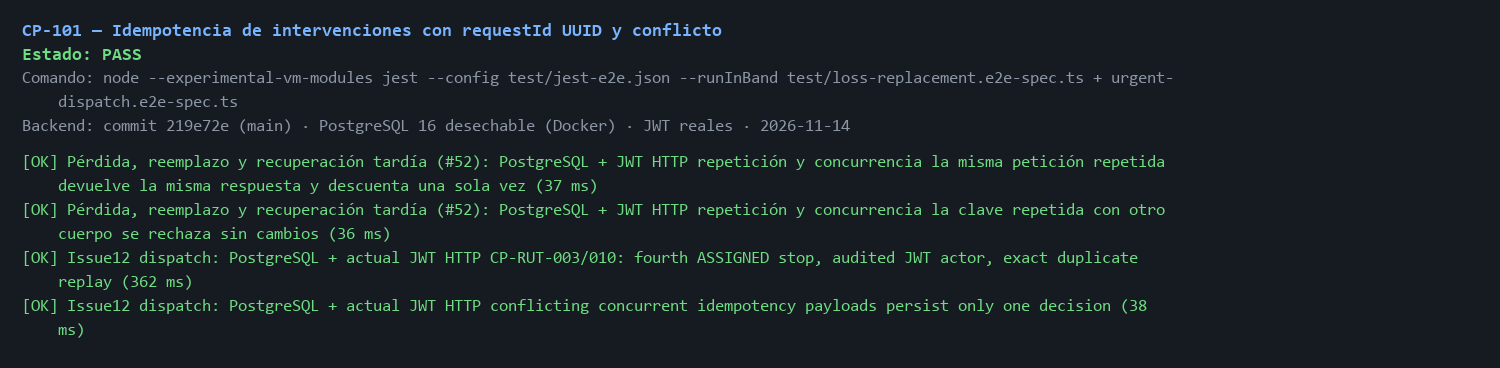 CP-101 — Idempotencia de intervenciones con requestId UUID y conflicto
Estado: PASS
Comando: node --experimental-vm-modules jest --config test/jest-e2e.json --runInBand test/loss-replacement.e2e-spec.ts + urgent-
dispatch.e2e-spec.ts
Backend: commit 219e72e (main) · PostgreSQL 16 desechable (Docker) · JWT reales · 2026-11-14
[OK] Pérdida, reemplazo y recuperación tardía (#52): PostgreSQL + JWT HTTP repetición y concurrencia la misma petición repetida
devuelve la misma respuesta y descuenta una sola vez (37 ms)
[OK] Pérdida, reemplazo y recuperación tardía (#52): PostgreSQL + JWT HTTP repetición y concurrencia la clave repetida con otro
cuerpo se rechaza sin cambios (36 ms)
[OK] Issue12 dispatch: PostgreSQL + actual JWT HTTP CP-RUT-003/010: fourth ASSIGNED stop, audited JWT actor, exact duplicate
replay (362 ms)
[OK] Issue12 dispatch: PostgreSQL + actual JWT HTTP conflicting concurrent idempotency payloads persist only one decision (38
ms)